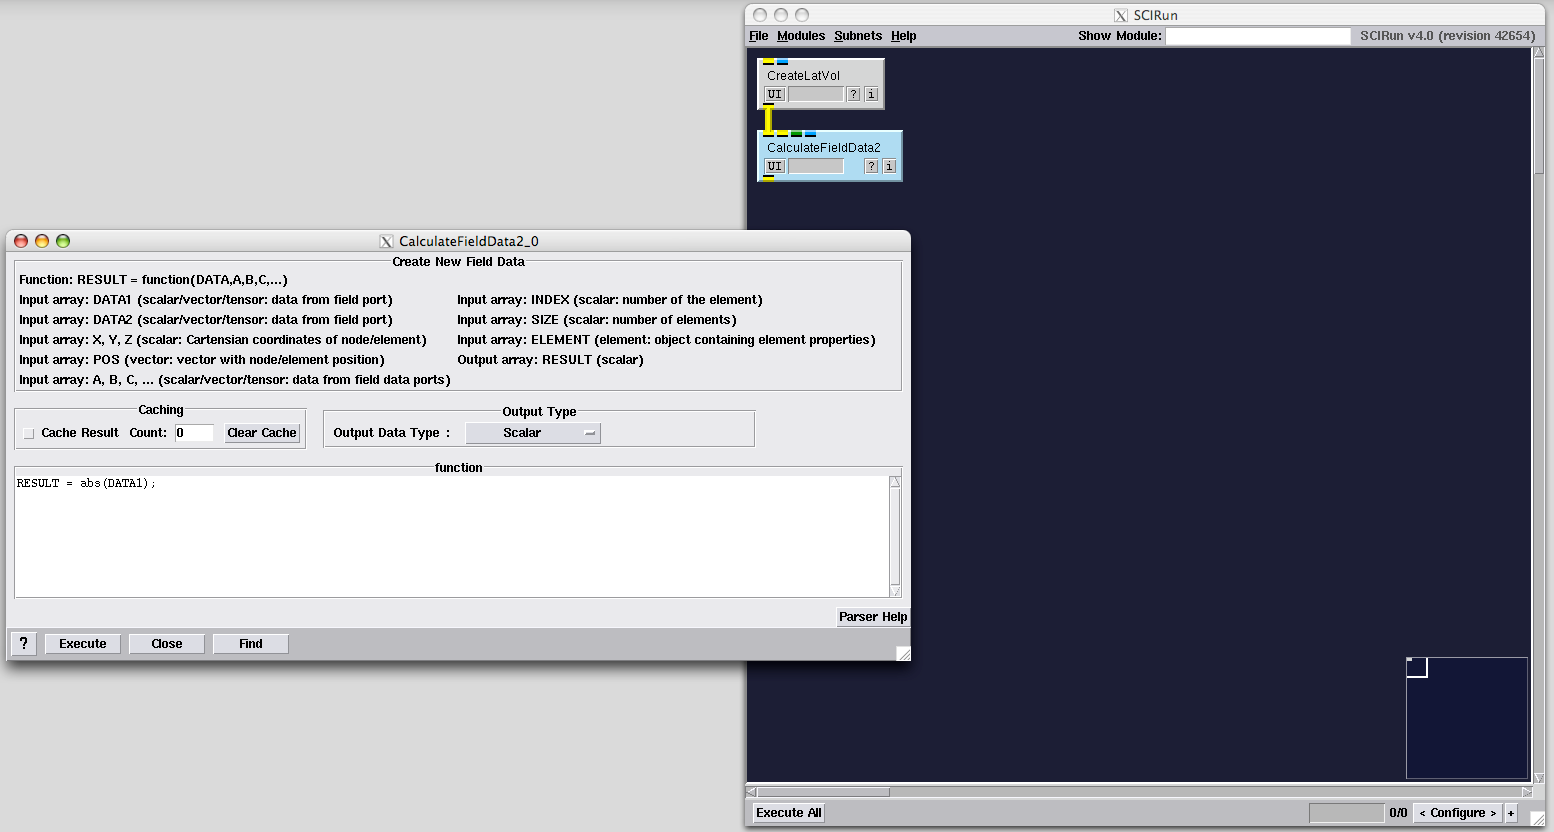 SCIRun
File Modules Subnets Help Show Module: SCIRun v4.0 (revision 42654)
CreateLatVol
UI ? i
CalculateFieldData2
UI ? i
CalculateFieldData2_0
Create New Field Data
Function: RESULT = function(DATA,A,B,C,...)
Input array: DATA1 (scalar/vector/tensor: data from field port) Input array: INDEX (scalar: number of the element)
Input array: DATA2 (scalar/vector/tensor: data from field port) Input array: SIZE (scalar: number of elements)
Input array: X, Y, Z (scalar: Cartensian coordinates of node/element) Input array: ELEMENT (element: object containing element properties)
Input array: POS (vector: vector with node/element position) Output array: RESULT (scalar)
Input array: A, B, C, ... (scalar/vector/tensor: data from field data ports)
Caching
Cache Result Count: 0 Clear Cache
Output Type
Output Data Type : Scalar
function
RESULT = abs(DATA1);
Parser Help
? Execute Close Find
Execute All 0/0 < Configure > +